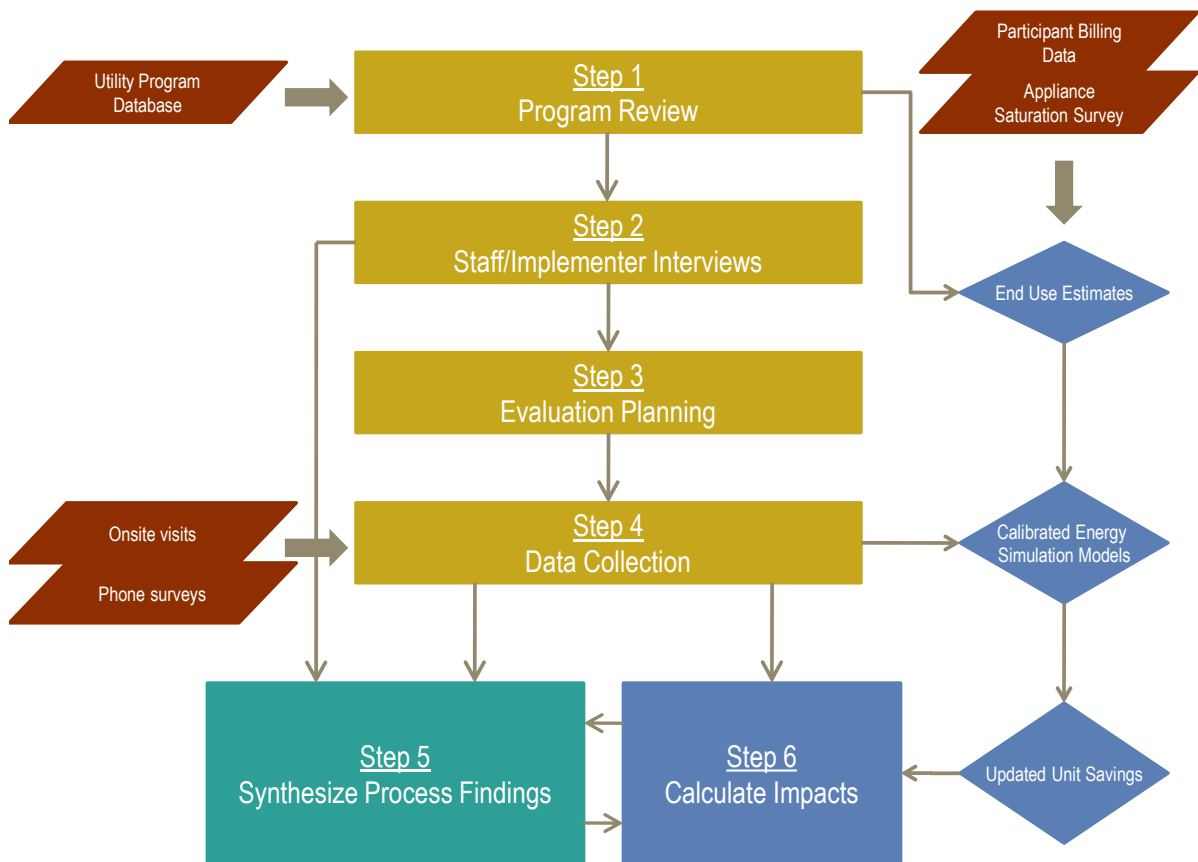 Participant Billing
Data
Utility Program
Database
Step 1
Program Review
Appliance
Saturation Survey
Step 2
Staff/Implementer Interviews
End Use Estimates
Step 3
Evaluation Planning
Onsite visits
Phone surveys
Step 4
Data Collection
Calibrated Energy
Simulation Models
Step 5
Synthesize Process Findings
Step 6
Calculate Impacts
Updated Unit Savings